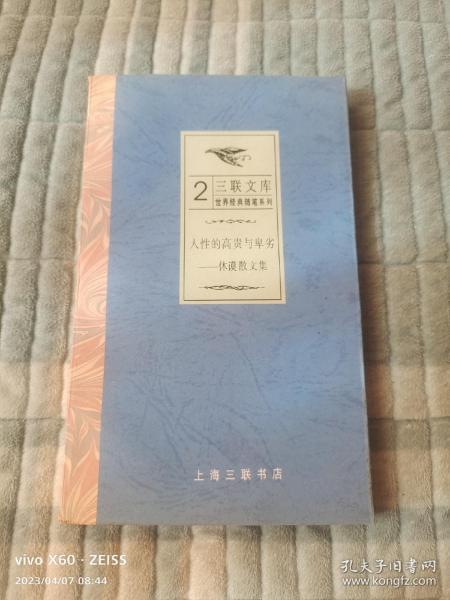 2
三联文库
世界经典随笔系列
人性的高贵与卑劣
——休谟散文集
上海三联书店
vivo X60 · ZEISS
2023/04/07 08:44
孔夫子旧书网
www.kongfz.com